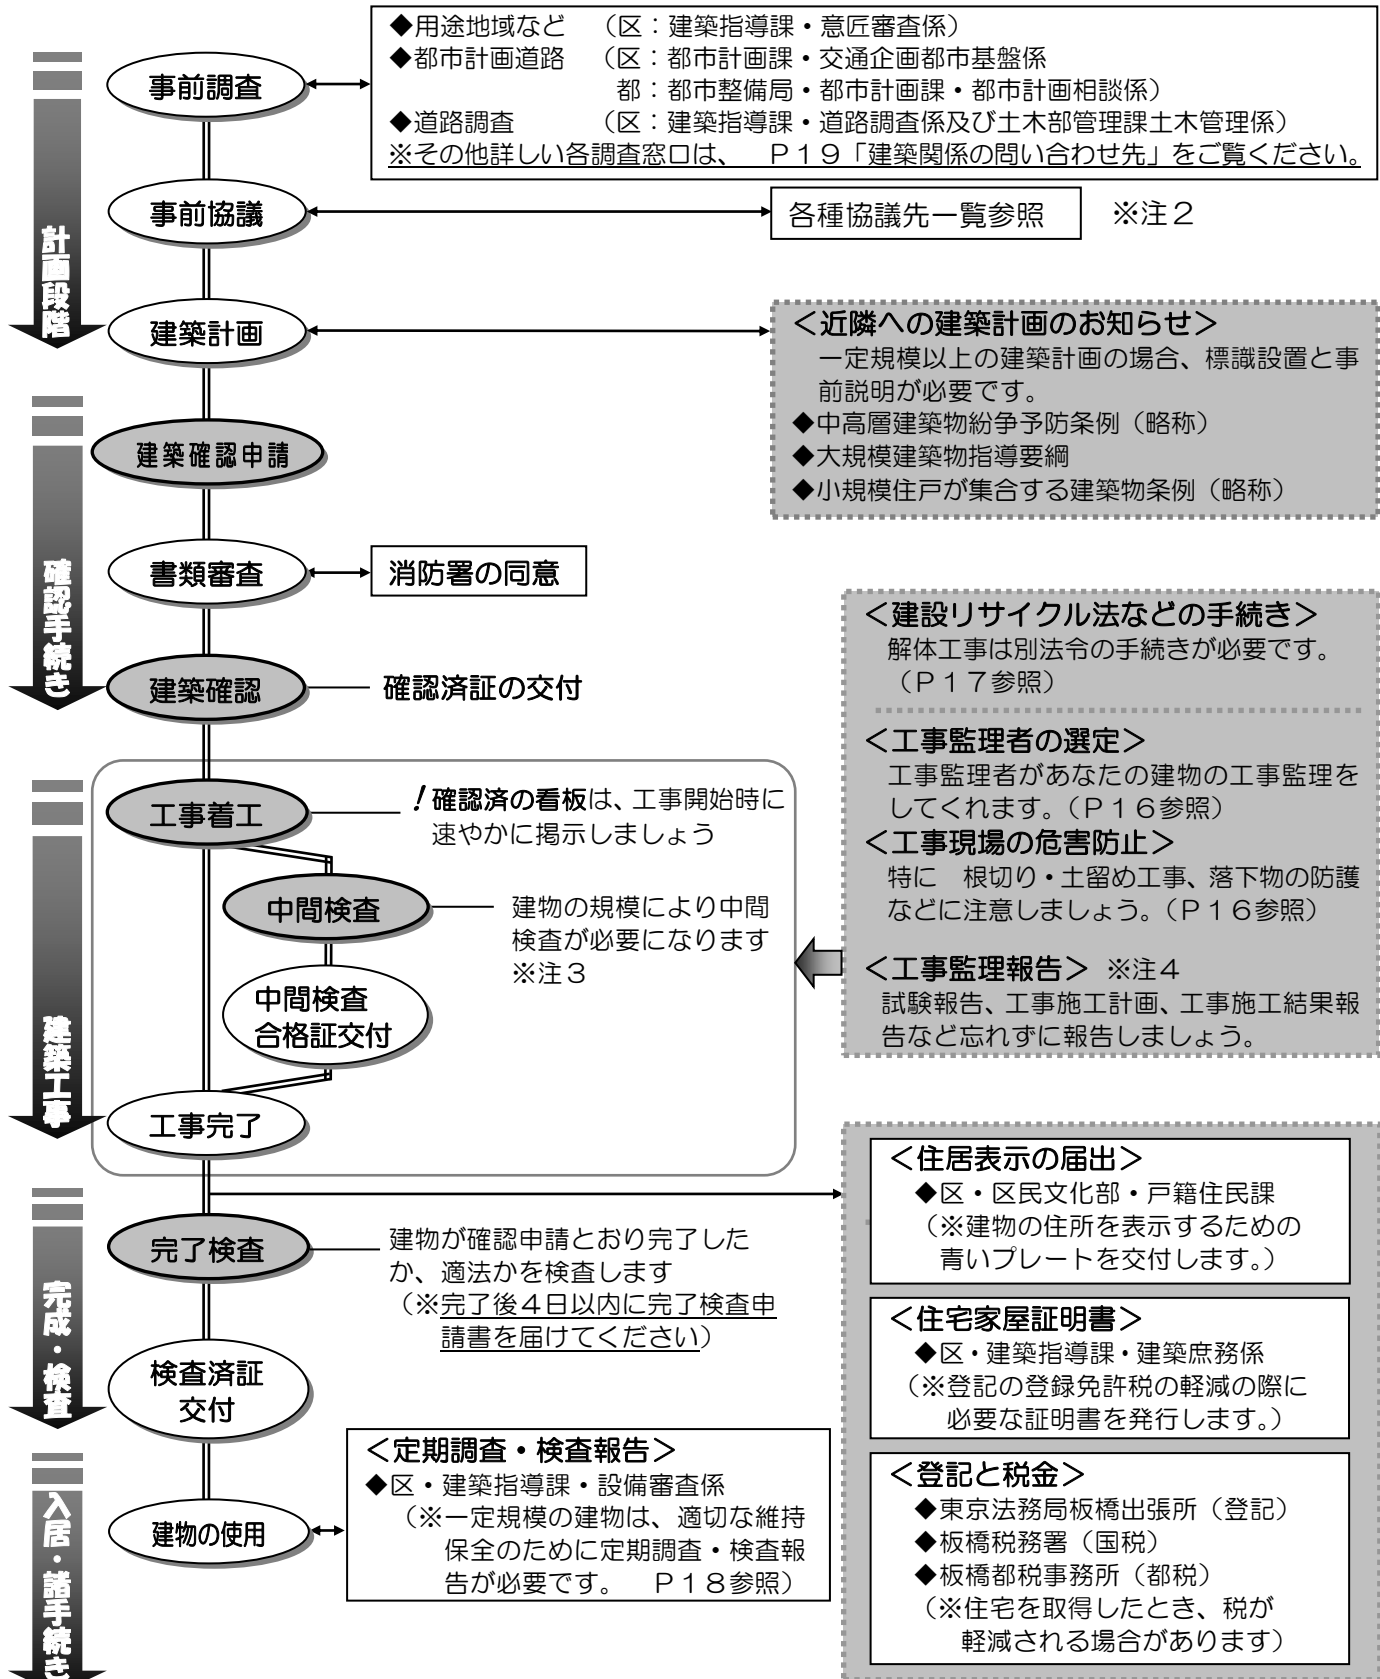 ◆用途地域など　（区：建築指導課・意匠審査係）
◆都市計画道路　（区：都市計画課・交通企画都市基盤係
都：都市整備局・都市計画課・都市計画相談係）
◆道路調査　（区：建築指導課・道路調査係及び土木部管理課土木管理係）
※その他詳しい各調査窓口は、　Ｐ１９「建築関係の問い合わせ先」をご覧ください。
計画段階
事前調査
事前協議
各種協議先一覧参照
※注２
建築計画
＜近隣への建築計画のお知らせ＞
一定規模以上の建築計画の場合、標識設置と事
前説明が必要です。
◆中高層建築物紛争予防条例（略称）
◆大規模建築物指導要綱
◆小規模住戸が集合する建築物条例（略称）
確認手続き
建築確認申請
書類審査
消防署の同意
建築確認
確認済証の交付
＜建設リサイクル法などの手続き＞
解体工事は別法令の手続きが必要です。
（Ｐ１７参照）
＜工事監理者の選定＞
工事監理者があなたの建物の工事監理を
してくれます。（Ｐ１６参照）
＜工事現場の危害防止＞
特に　根切り・土留め工事、落下物の防護
などに注意しましょう。（Ｐ１６参照）
＜工事監理報告＞　※注４
試験報告、工事施工計画、工事施工結果報
告など忘れずに報告しましょう。
建築工事
工事着工
！確認済の看板は、工事開始時に
速やかに掲示しましょう
中間検査
建物の規模により中間
検査が必要になります
※注３
中間検査
合格証交付
工事完了
完成・検査
完了検査
建物が確認申請とおり完了した
か、適法かを検査します
（※完了後４日以内に完了検査申
請書を届けてください）
検査済証
交付
＜住居表示の届出＞
◆区・区民文化部・戸籍住民課
（※建物の住所を表示するための
青いプレートを交付します。）
＜住宅家屋証明書＞
◆区・建築指導課・建築庶務係
（※登記の登録免許税の軽減の際に
必要な証明書を発行します。）
＜登記と税金＞
◆東京法務局板橋出張所（登記）
◆板橋税務署（国税）
◆板橋都税事務所（都税）
（※住宅を取得したとき、税が
軽減される場合があります）
入居・諸手続き
建物の使用
＜定期調査・検査報告＞
◆区・建築指導課・設備審査係
（※一定規模の建物は、適切な維持
保全のために定期調査・検査報
告が必要です。　Ｐ１８参照）